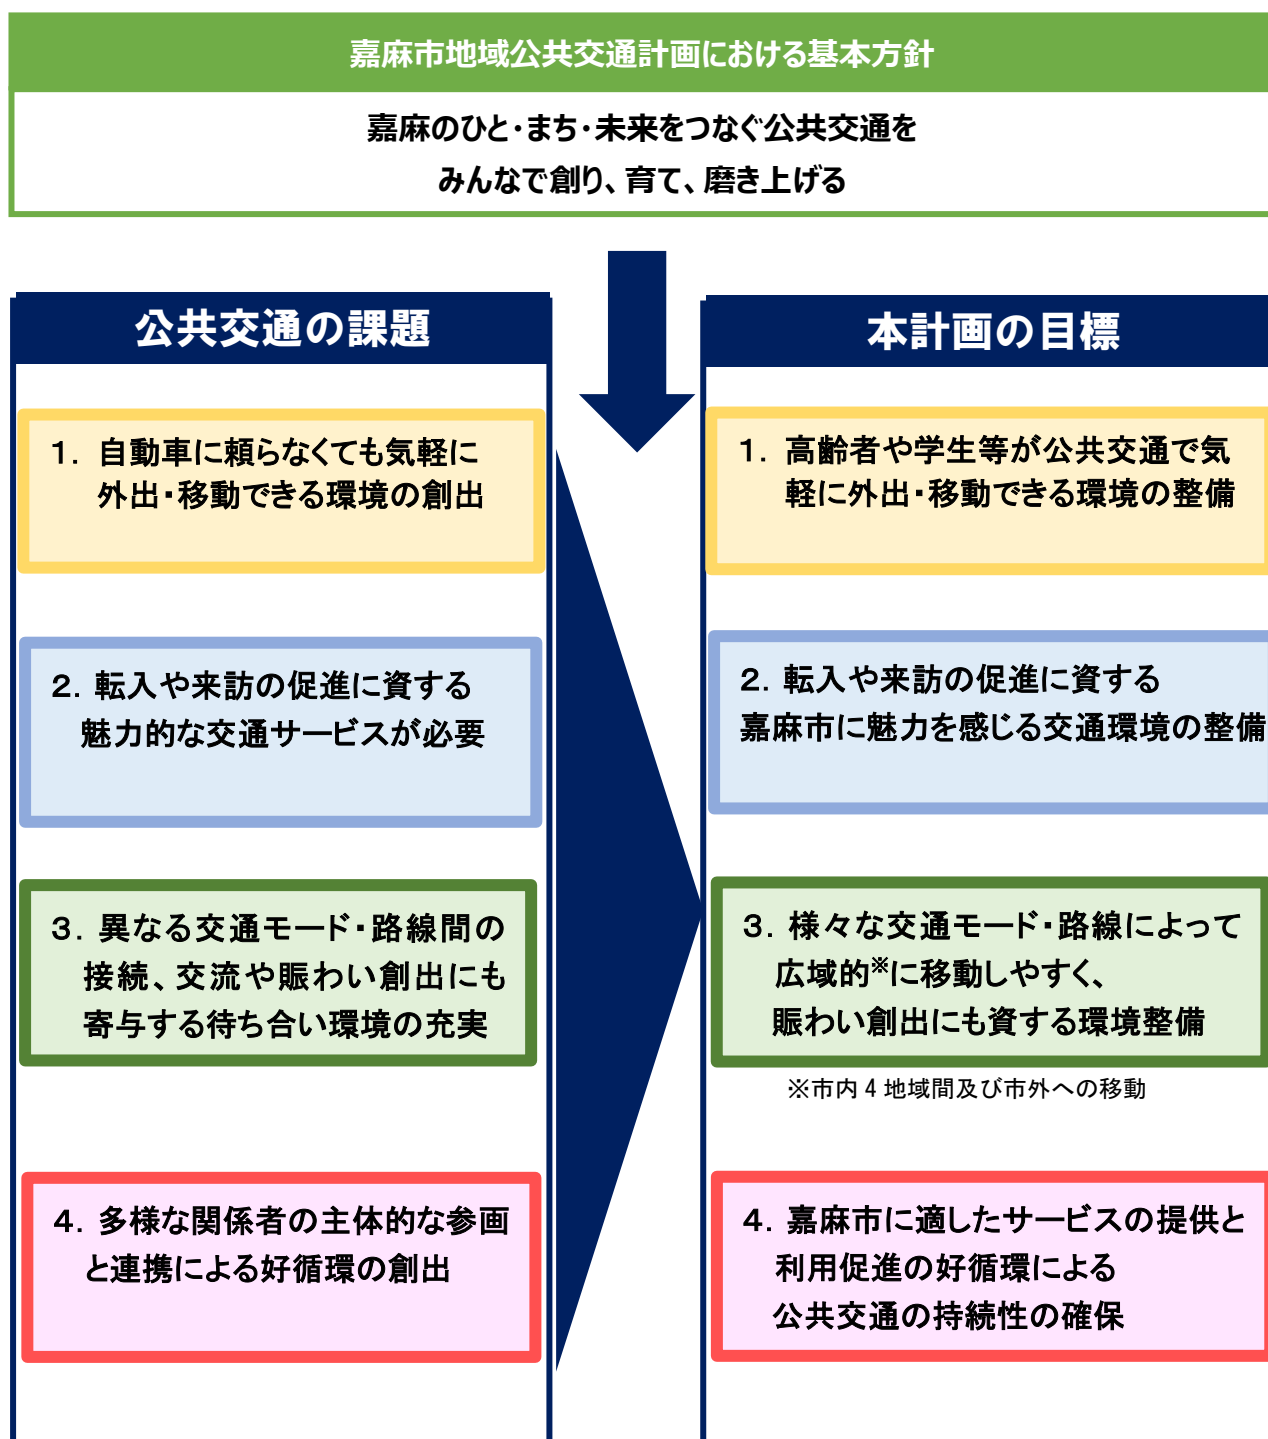 嘉麻市地域公共交通計画における基本方針
嘉麻のひと・まち・未来をつなぐ公共交通を
みんなで創り、育て、磨き上げる
公共交通の課題
1．自動車に頼らなくても気軽に
外出・移動できる環境の創出
2．転入や来訪の促進に資する
魅力的な交通サービスが必要
3．異なる交通モード・路線間の
接続、交流や賑わい創出にも
寄与する待ち合い環境の充実
4．多様な関係者の主体的な参画
と連携による好循環の創出
本計画の目標
1．高齢者や学生等が公共交通で気
軽に外出・移動できる環境の整備
2．転入や来訪の促進に資する
嘉麻市に魅力を感じる交通環境の整備
3．様々な交通モード・路線によって
広域的※に移動しやすく、
賑わい創出にも資する環境整備
※市内４地域間及び市外への移動
4．嘉麻市に適したサービスの提供と
利用促進の好循環による
公共交通の持続性の確保